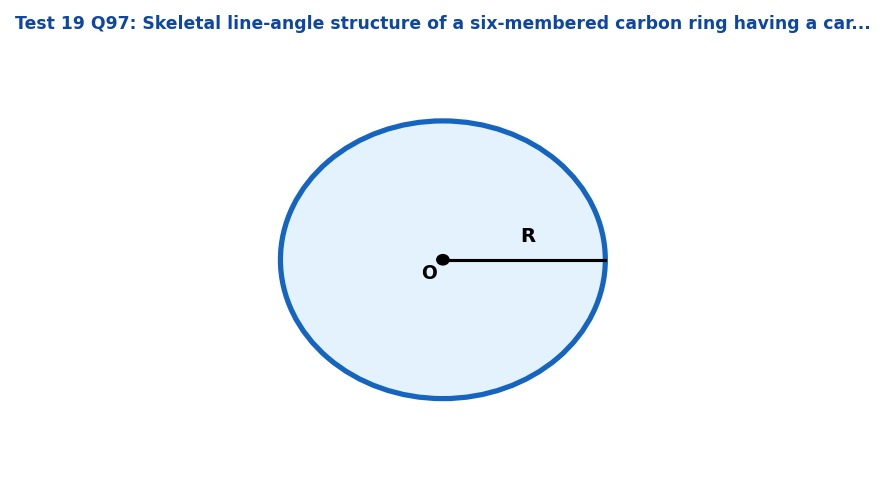 Test 19 Q97: Skeletal line-angle structure of a six-membered carbon ring having a car...
R
O